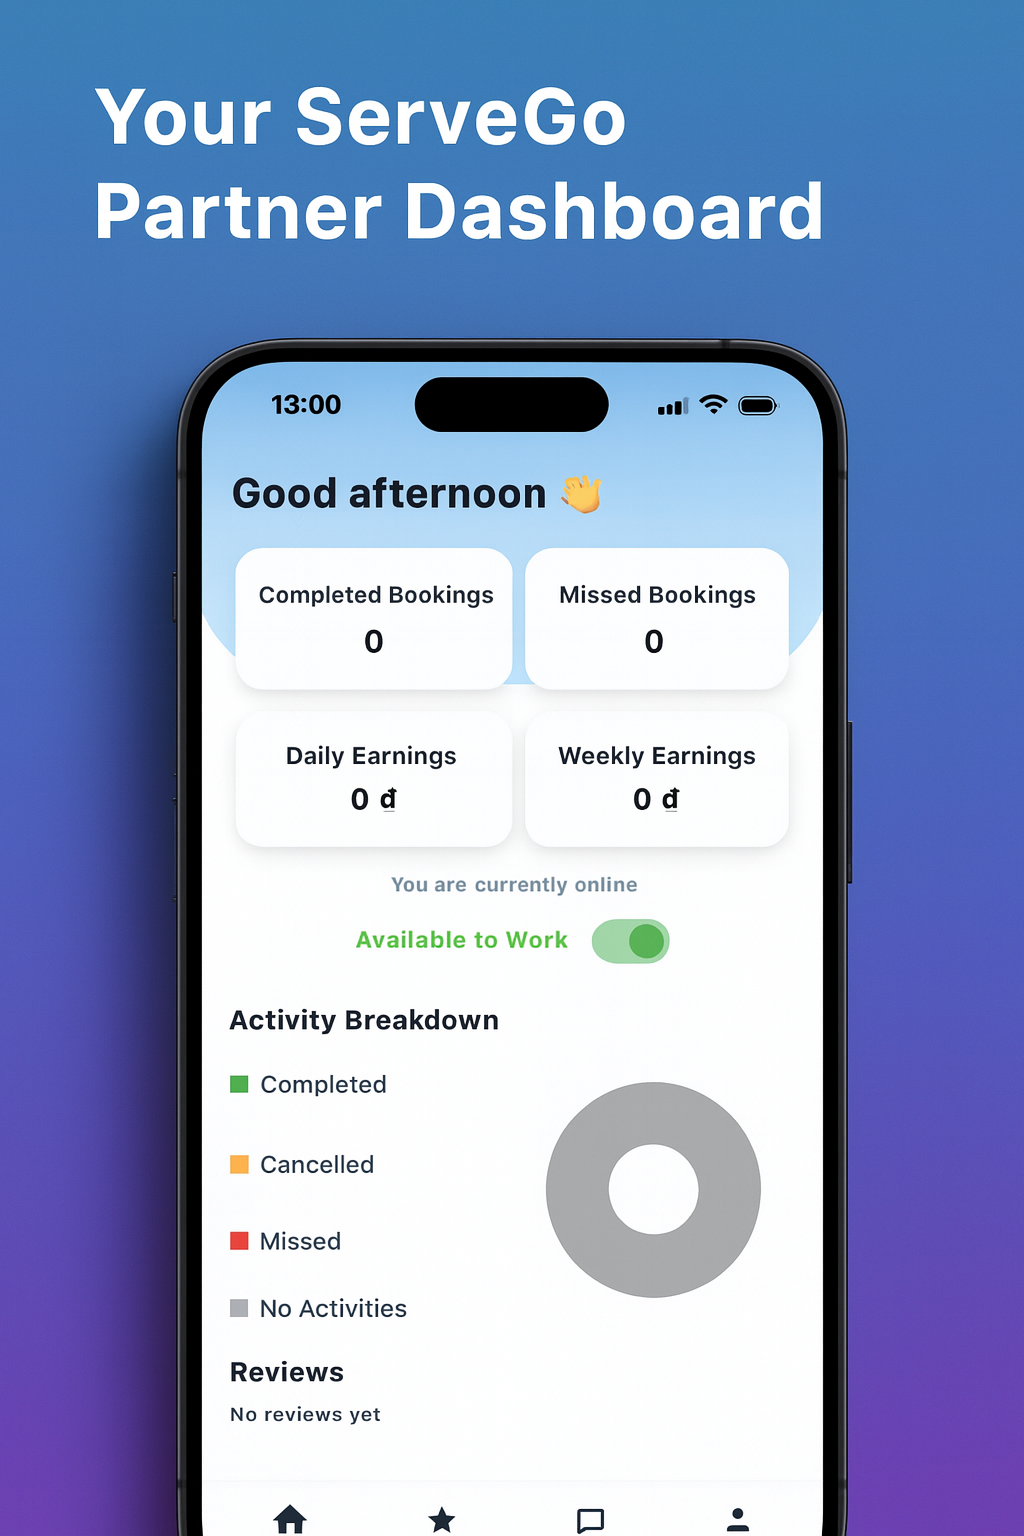 Your ServeGo
Partner Dashboard
13:00
Good afternoon 👋
Completed Bookings
0
Missed Bookings
0
Daily Earnings
0 ₫
Weekly Earnings
0 ₫
You are currently online
Available to Work
Activity Breakdown
Completed
Cancelled
Missed
No Activities
Reviews
No reviews yet